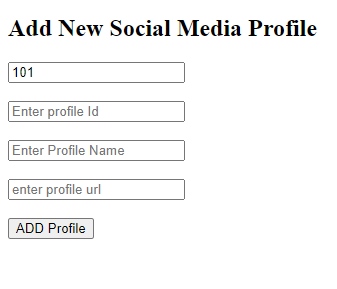 Add New Social Media Profile
101
Enter profile Id
Enter Profile Name
enter profile url
ADD Profile